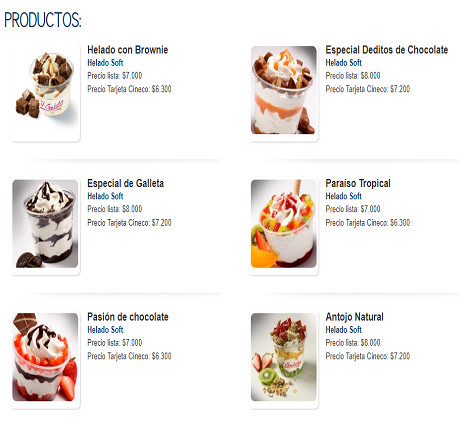 PRODUCTOS:
Helado con Brownie
Helado Soft
Precio lista: $7.000
Precio Tarjeta Cineco: $6.300
Especial Deditos de Chocolate
Helado Soft
Precio lista: $8.000
Precio Tarjeta Cineco: $7.200
Especial de Galleta
Helado Soft
Precio lista: $8.000
Precio Tarjeta Cineco: $7.200
Paraíso Tropical
Helado Soft
Precio lista: $7.000
Precio Tarjeta Cineco: $6.300
Pasión de chocolate
Helado Soft
Precio lista: $7.000
Precio Tarjeta Cineco: $6.300
Antojo Natural
Helado Soft
Precio lista: $8.000
Precio Tarjeta Cineco: $7.200